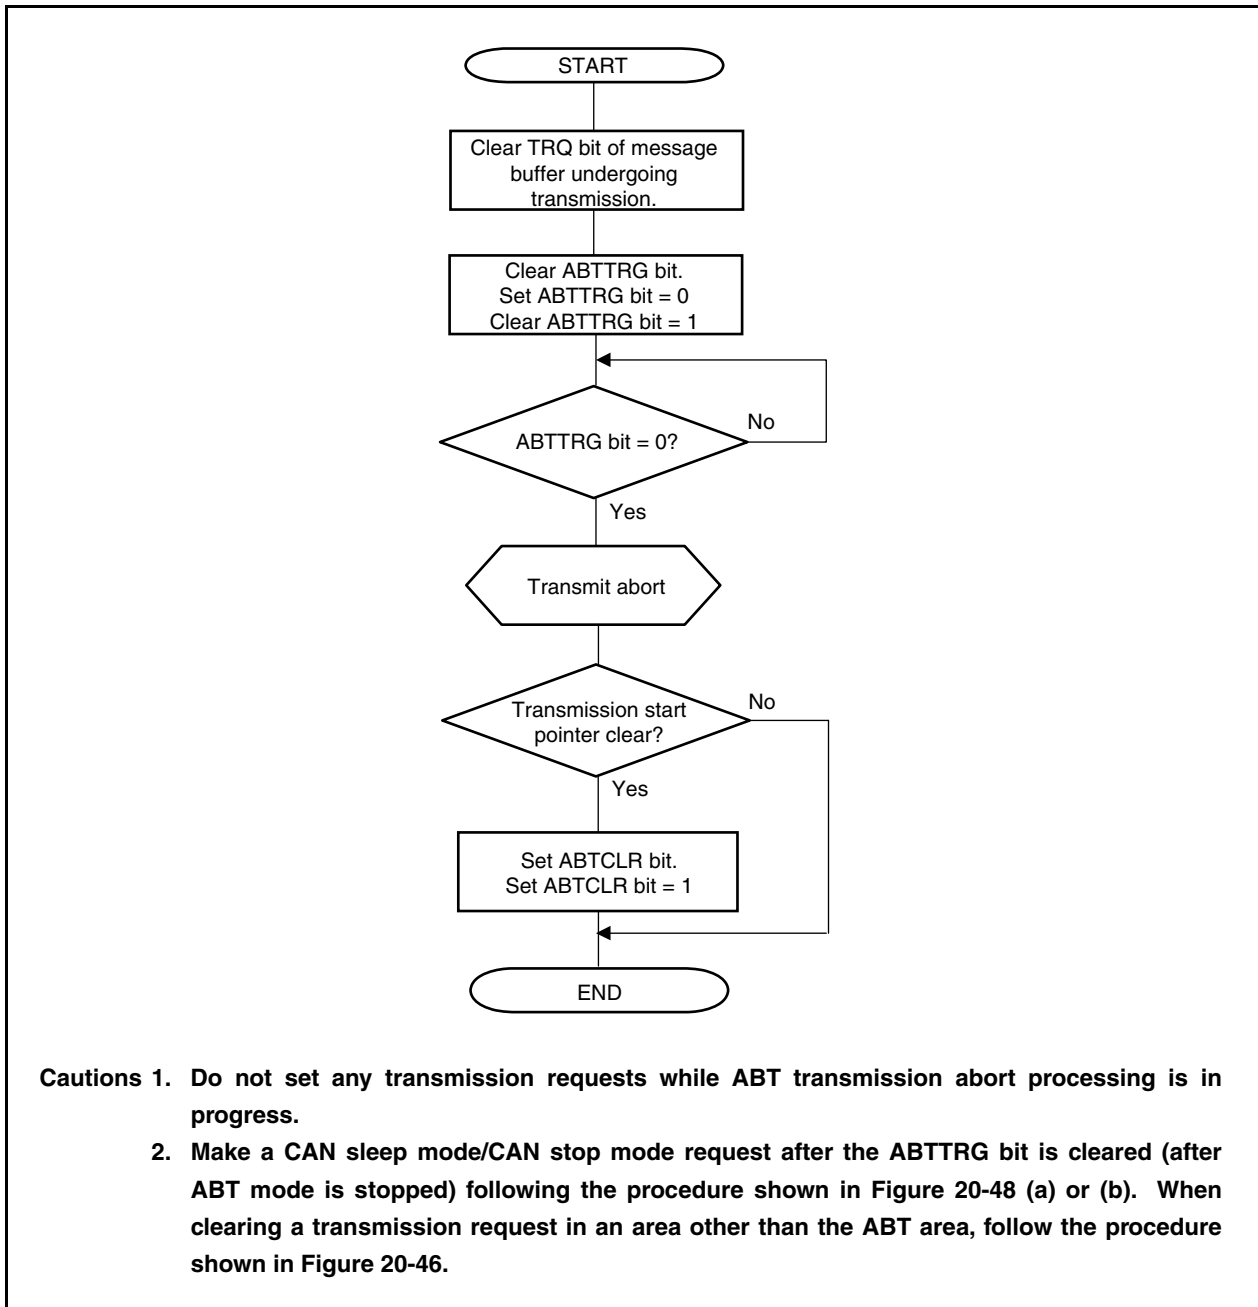 START
Clear TRQ bit of message
buffer undergoing
transmission.
Clear ABTTRG bit.
Set ABTTRG bit = 0
Clear ABTTRG bit = 1
No
ABTTRG bit = 0?
Yes
Transmit abort
No
Transmission start
pointer clear?
Yes
Set ABTCLR bit.
Set ABTCLR bit = 1
END
Cautions 1. Do not set any transmission requests while ABT transmission abort processing is in
progress.
2. Make a CAN sleep mode/CAN stop mode request after the ABTTRG bit is cleared (after
ABT mode is stopped) following the procedure shown in Figure 20-48 (a) or (b). When
clearing a transmission request in an area other than the ABT area, follow the procedure
shown in Figure 20-46.